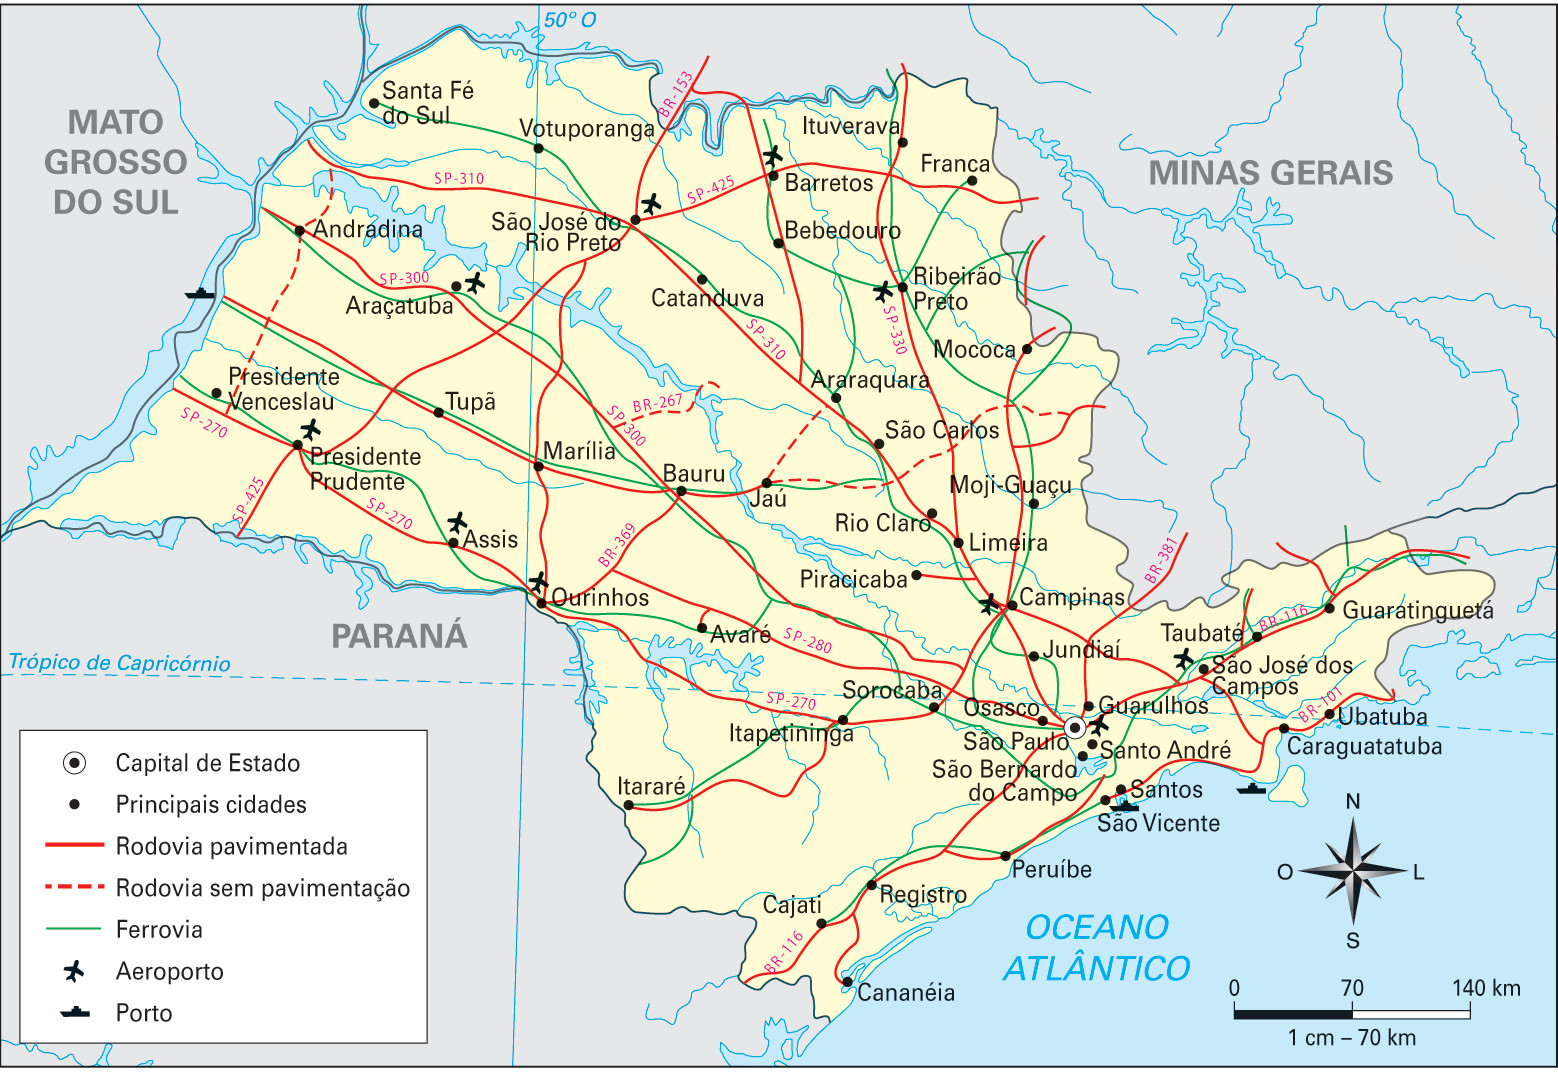 50º O
MATO
GROSSO
DO SUL
MINAS GERAIS
PARANÁ
Trópico de Capricórnio
OCEANO
ATLÂNTICO
Santa Fé
do Sul
Votuporanga
BR-153
Ituverava
Franca
SP-310
SP-425
Barretos
São José do
Rio Preto
Bebedouro
Andradina
SP-300
Araçatuba
Catanduva
Ribeirão
Preto
SP-310
SP-330
Mococa
Presidente
Venceslau
Araraquara
SP-270
Tupã
BR-267
SP-300
São Carlos
Presidente
Prudente
Marília
Bauru
Jaú
Moji-Guaçu
SP-425
SP-270
Rio Claro
Assis
BR-369
Limeira
BR-381
Piracicaba
Ourinhos
Campinas
Guaratinguetá
BR-116
Taubaté
Avaré
SP-280
Jundiaí
São José dos
Campos
SP-270
Sorocaba
Osasco
Guarulhos
BR-101
Ubatuba
Itapetininga
São Paulo
Santo André
Caraguatatuba
São Bernardo
do Campo
Itararé
Santos
São Vicente
Peruíbe
Registro
Cajati
BR-116
Cananéia
Capital de Estado
Principais cidades
Rodovia pavimentada
Rodovia sem pavimentação
Ferrovia
Aeroporto
Porto
N
O
L
S
0 70 140 km
1 cm – 70 km